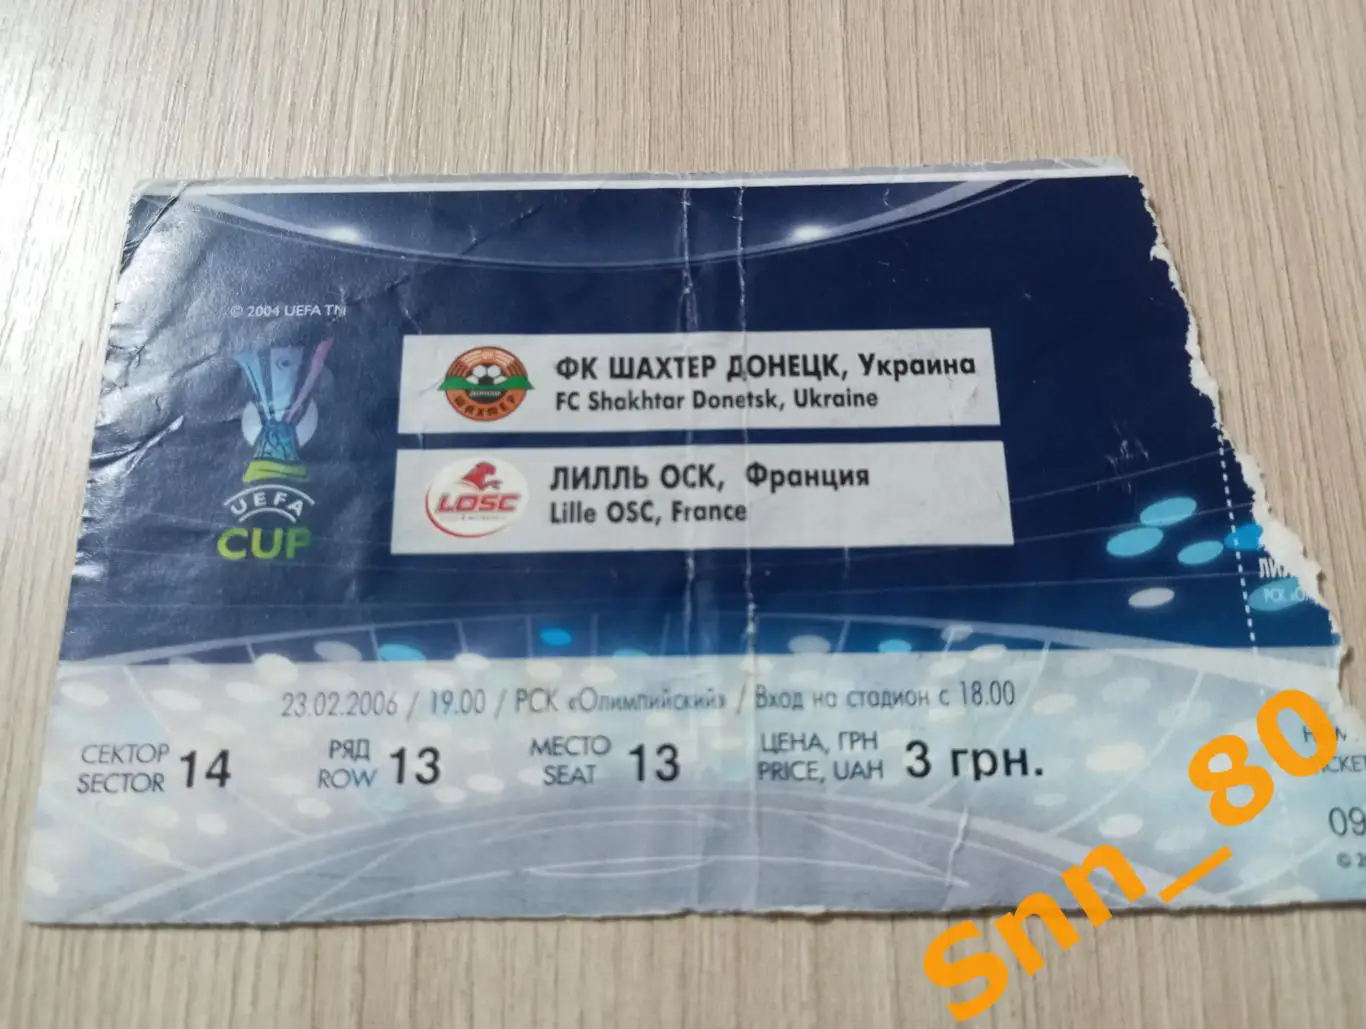 © 2004 UEFA TM
UEFA
CUP
ФК ШАХТЕР ДОНЕЦК, Украина
FC Shakhtar Donetsk, Ukraine
ШАХТЕР
ЛИЛЛЬ ОСК, Франция
Lille OSC, France
LOSC
23.02.2006 / 19.00 / РСК «Олимпийский» / Вход на стадион с 18.00
СЕКТОР
SECTOR 14
РЯД
ROW 13
МЕСТО
SEAT 13
ЦЕНА, ГРН
PRICE, UAH 3 грн.
09
Snn_80